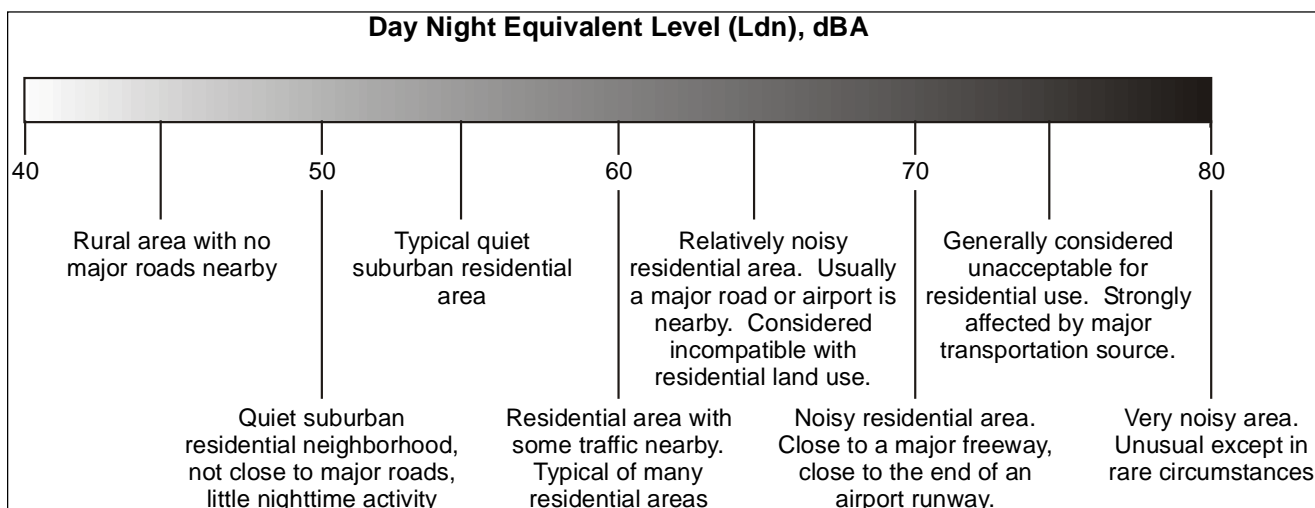 Day Night Equivalent Level (Ldn), dBA
40
50
60
70
80
Rural area with no
major roads nearby
Typical quiet
suburban residential
area
Relatively noisy
residential area.  Usually
a major road or airport is
nearby.  Considered
incompatible with
residential land use.
Generally considered
unacceptable for
residential use.  Strongly
affected by major
transportation source.
Quiet suburban
residential neighborhood,
not close to major roads,
little nighttime activity
Residential area with
some traffic nearby.
Typical of many
residential areas
Noisy residential area.
Close to a major freeway,
close to the end of an
airport runway.
Very noisy area.
Unusual except in
rare circumstances